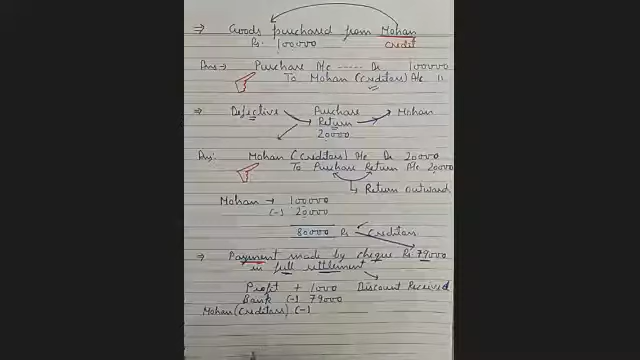 ⇒ Goods purchased from Mohan
Rs. 100000 credit
Ans → Purchase A/c ----- Dr 100000
To Mohan (Creditors) A/c 11
⇒ Defective Purchase Return → Mohan
20000
Ans: Mohan (Creditors) A/c Dr 20000
To Purchase Return A/c 20000
Return outward
Mohan → 100000
(-) 20000
80000 Rs Creditors
⇒ Payment made by cheque Rs 79000
in full settlement
Profit + 1000 Discount Received
Bank (-) 79000
Mohan (Creditors) (-)